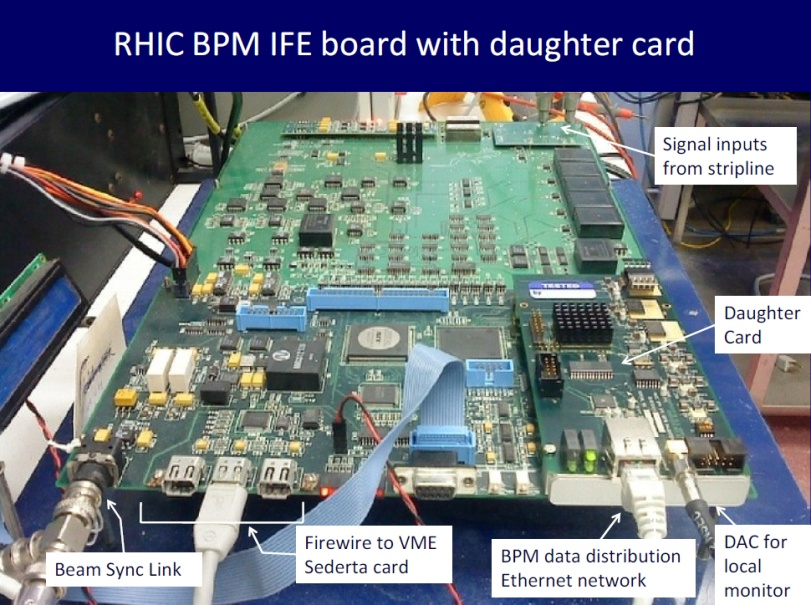 RHIC BPM IFE board with daughter card
Signal inputs
from stripline
TESTED
by
Daughter
Card
Firewire to VME
Sederta card
Beam Sync Link
BPM data distribution
Ethernet network
DAC for
local
monitor